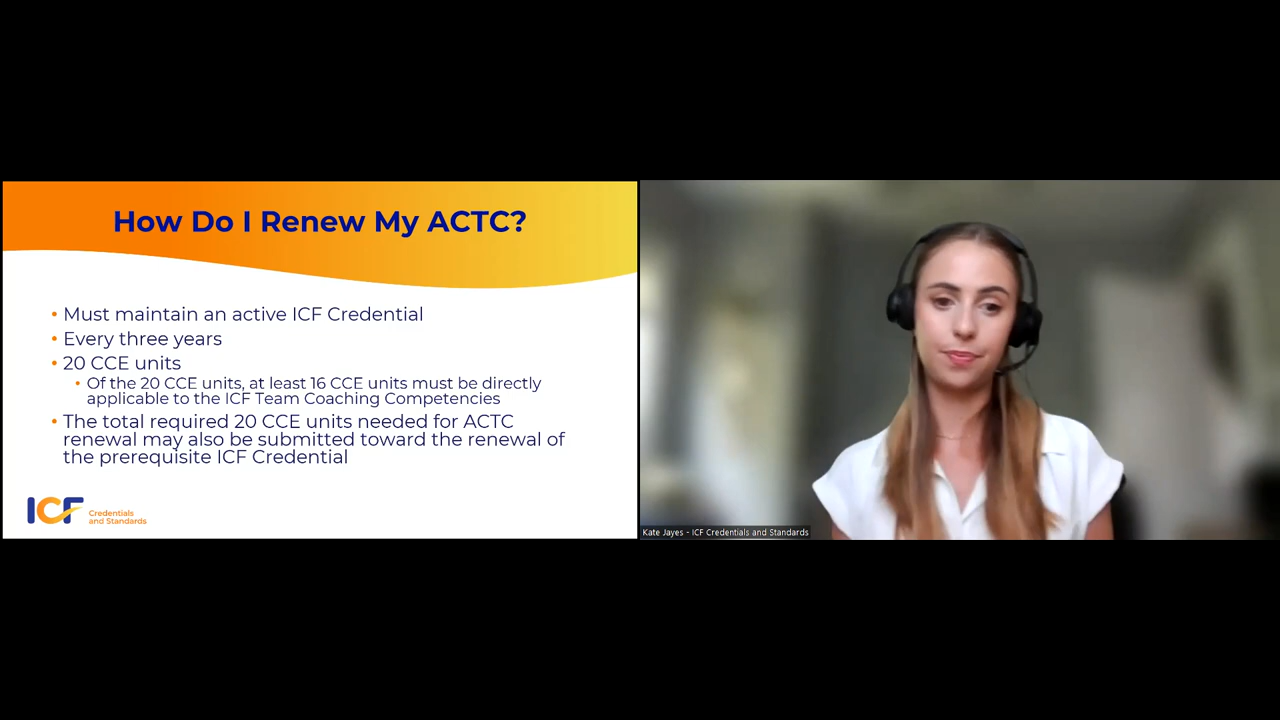 How Do I Renew My ACTC?
• Must maintain an active ICF Credential
• Every three years
• 20 CCE units
• Of the 20 CCE units, at least 16 CCE units must be directly
applicable to the ICF Team Coaching Competencies
• The total required 20 CCE units needed for ACTC
renewal may also be submitted toward the renewal of
the prerequisite ICF Credential
ICF
Credentials
and Standards
Kate Jayes - ICF Credentials and Standards